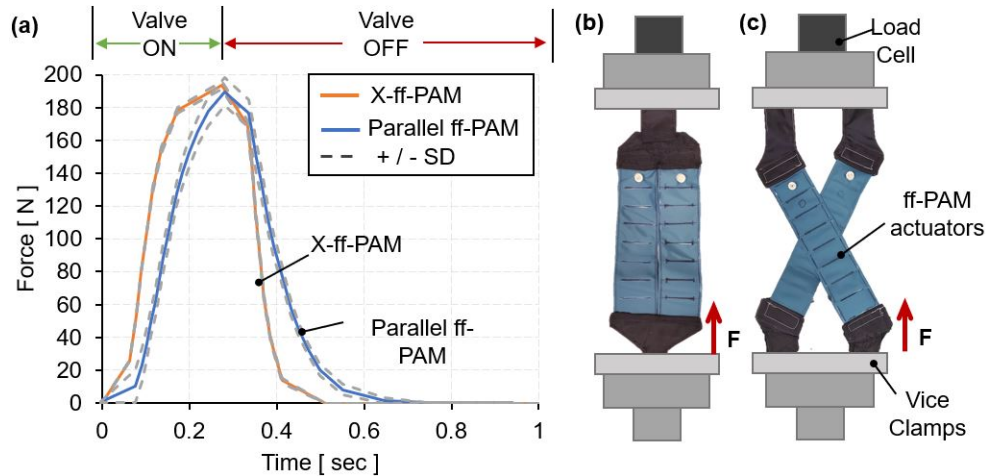 (a)
Valve
ON
Valve
OFF
Force [ N ]
200
180
160
140
120
100
80
60
40
20
0
X-ff-PAM
Parallel ff-PAM
+ / - SD
X-ff-PAM
Parallel ff-
PAM
0
0.2
0.4
0.6
0.8
1
Time [ sec ]
(b)
F
(c)
Load
Cell
ff-PAM
actuators
F
Vice
Clamps